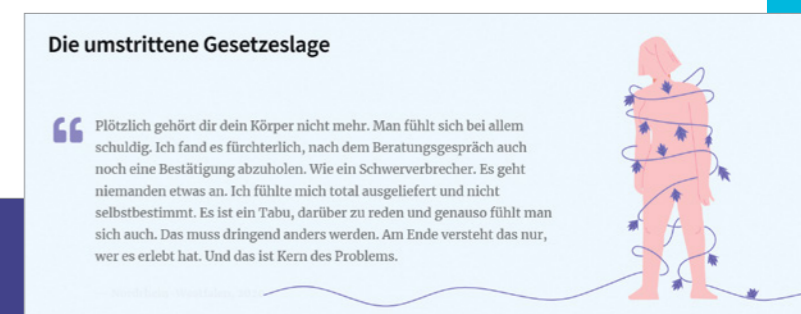 Die umstrittene Gesetzeslage
Plötzlich gehört dir dein Körper nicht mehr. Man fühlt sich bei allem
schuldig. Ich fand es fürchterlich, nach dem Beratungsgespräch auch
noch eine Bestätigung abzuholen. Wie ein Schwerverbrecher. Es geht
niemanden etwas an. Ich fühlte mich total ausgeliefert und nicht
selbstbestimmt. Es ist ein Tabu, darüber zu reden und genauso fühlt man
sich auch. Das muss dringend anders werden. Am Ende versteht das nur,
wer es erlebt hat. Und das ist Kern des Problems.